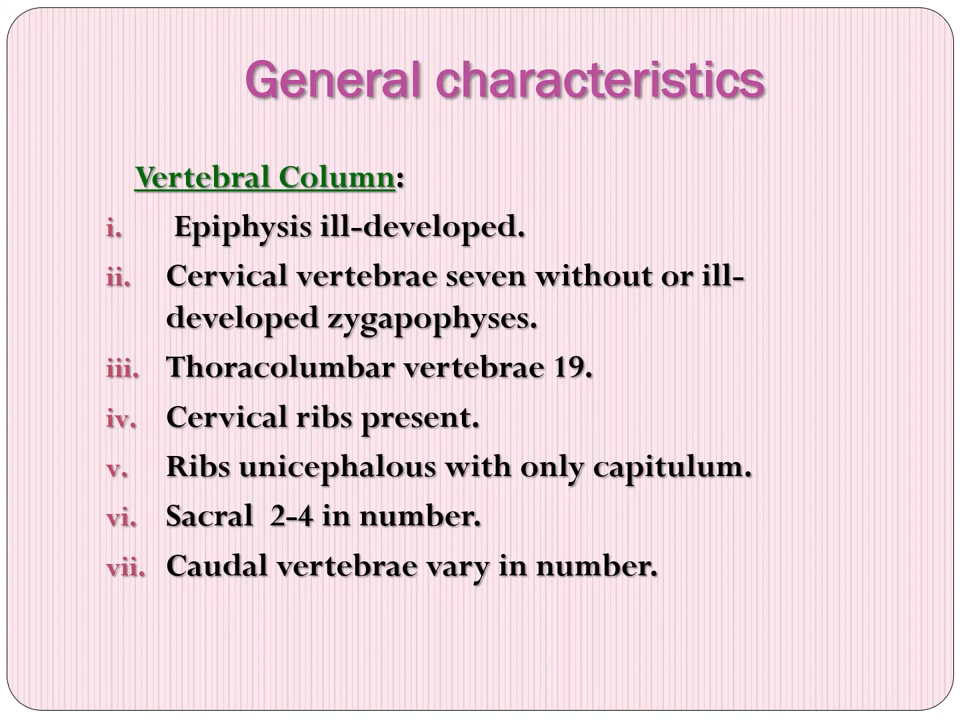 General characteristics
Vertebral Column:
i. Epiphysis ill-developed.
ii. Cervical vertebrae seven without or ill-
developed zygapophyses.
iii. Thoracolumbar vertebrae 19.
iv. Cervical ribs present.
v. Ribs unicephalous with only capitulum.
vi. Sacral 2-4 in number.
vii. Caudal vertebrae vary in number.